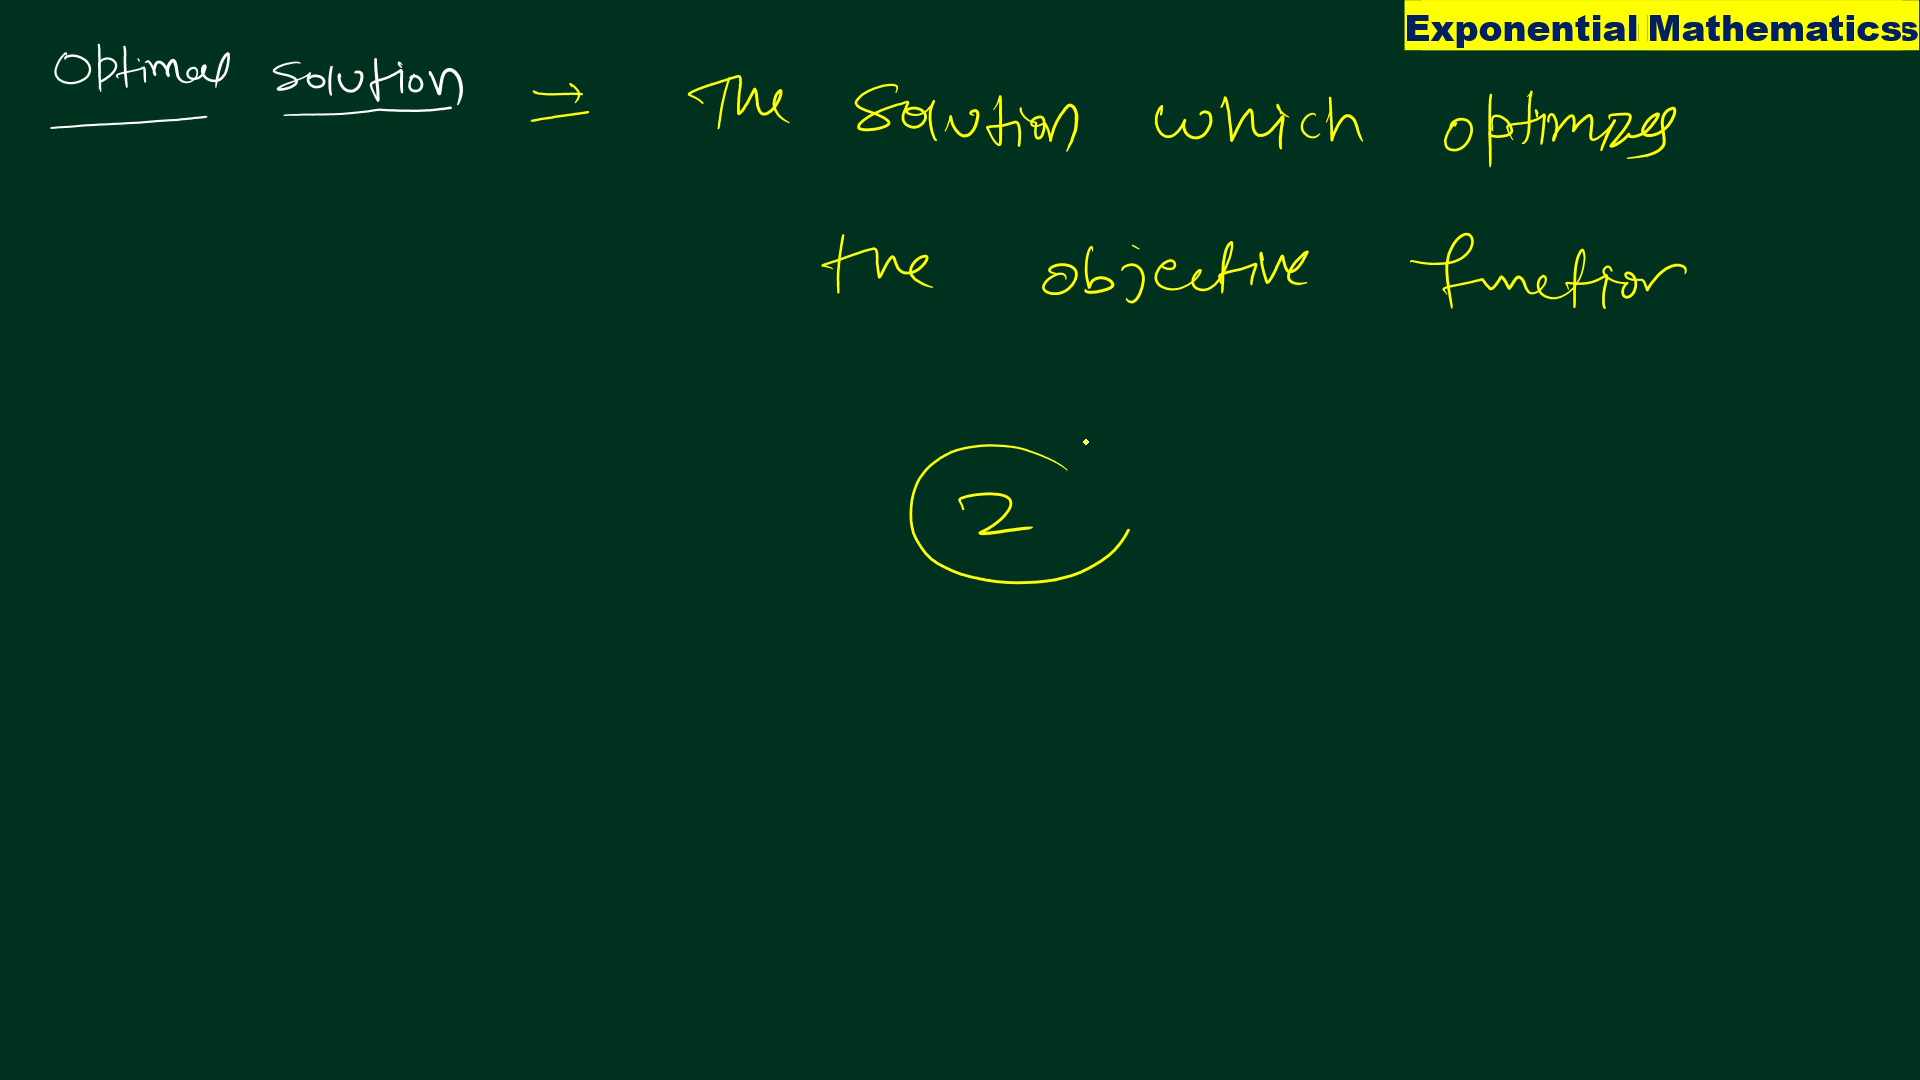 Exponential Mathematicss
Optimal Solution ⇒ The Solution which optimizes
the objective function
Z